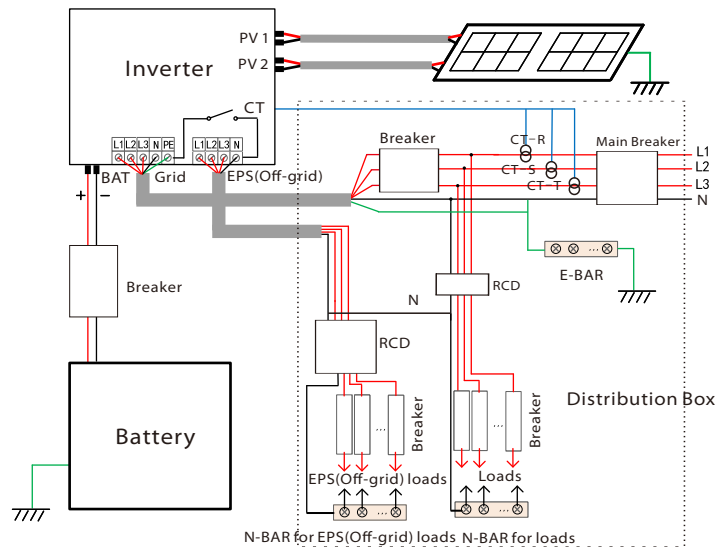 PV 1
PV 2
Inverter
CT
L1 L2 L3 N PE
L1 L2 L3 N
BAT
Grid
EPS(Off-grid)
+
−
Breaker
CT-R
CT-S
CT-T
Main Breaker
L1
L2
L3
N
...
E-BAR
Breaker
N
RCD
RCD
Battery
...
Breaker
...
Breaker
Distribution Box
EPS(Off-grid) loads
Loads
...
...
N-BAR for EPS(Off-grid) loads
N-BAR for loads